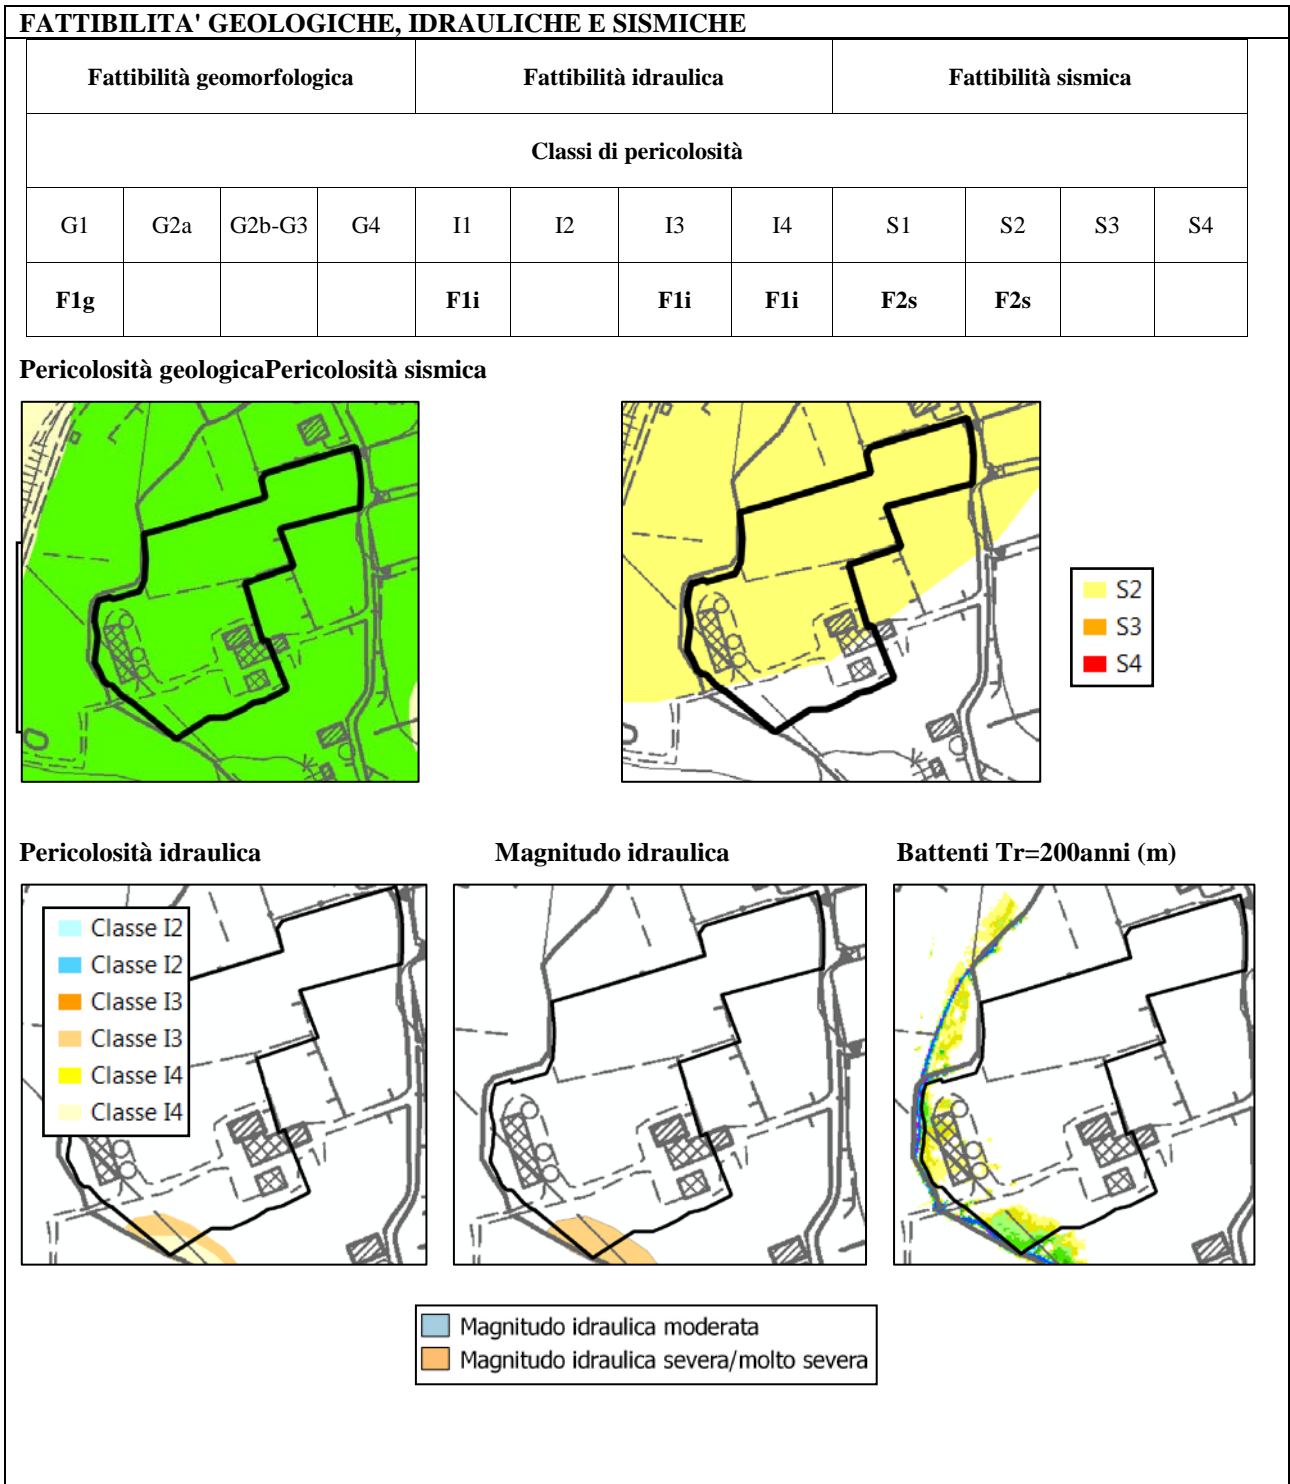 FATTIBILITA' GEOLOGICHE, IDRAULICHE E SISMICHE
Fattibilità geomorfologica Fattibilità idraulica Fattibilità sismica
Classi di pericolosità
G1 G2a G2b-G3 G4 I1 I2 I3 I4 S1 S2 S3 S4
F1g F1i F1i F1i F2s F2s
Pericolosità geologicaPericolosità sismica
S2
S3
S4
Pericolosità idraulica Magnitudo idraulica Battenti Tr=200anni (m)
Classe I2
Classe I2
Classe I3
Classe I3
Classe I4
Classe I4
Magnitudo idraulica moderata
Magnitudo idraulica severa/molto severa